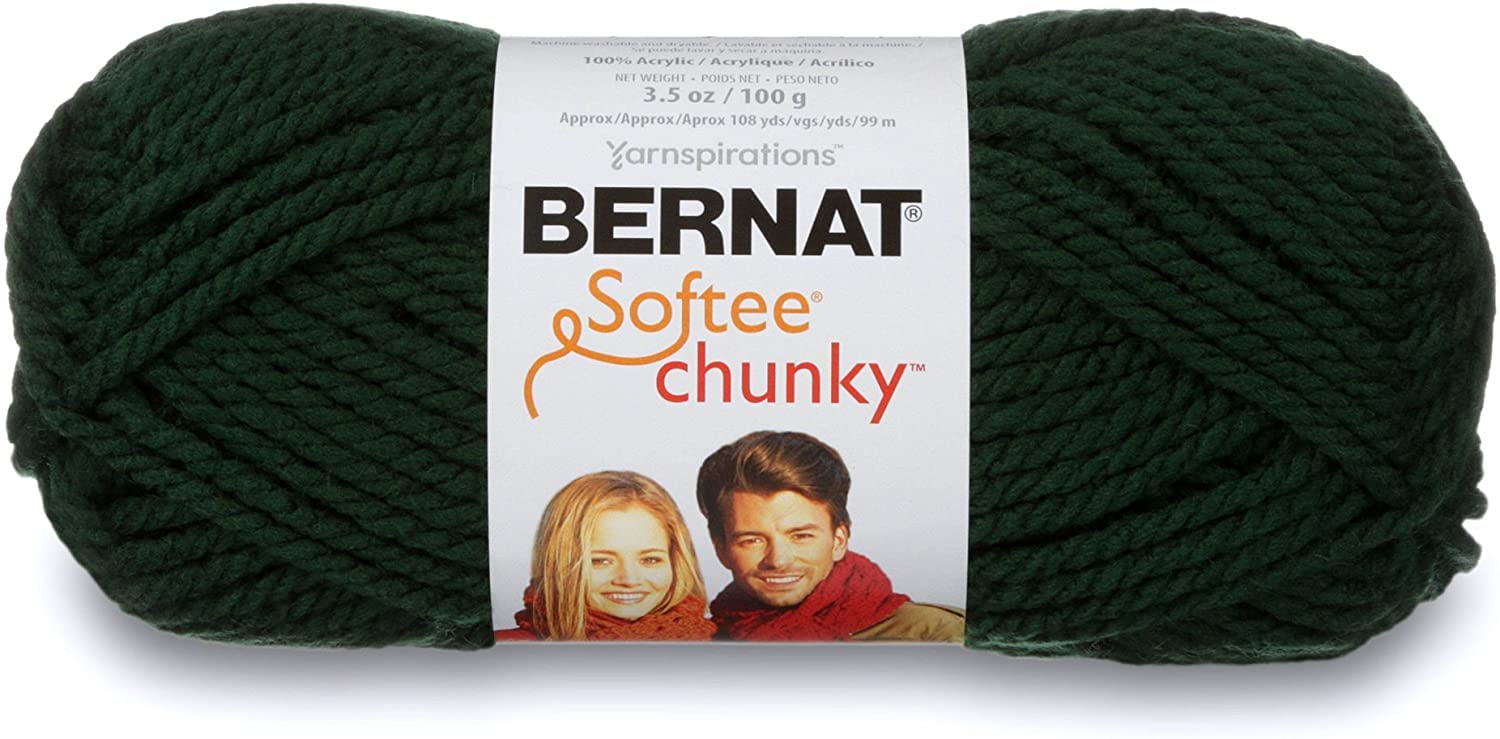 Machine washable and dryable. / Lavable et séchable à la machine. /
Se puede lavar y secar a máquina.
100% Acrylic / Acrylique / Acrílico
NET WEIGHT • POIDS NET • PESO NETO
3.5 oz / 100 g
Approx/Approx/Aprox 108 yds/vgs/yds/99 m
Yarnspirations™
BERNAT®
Softee®
chunky™